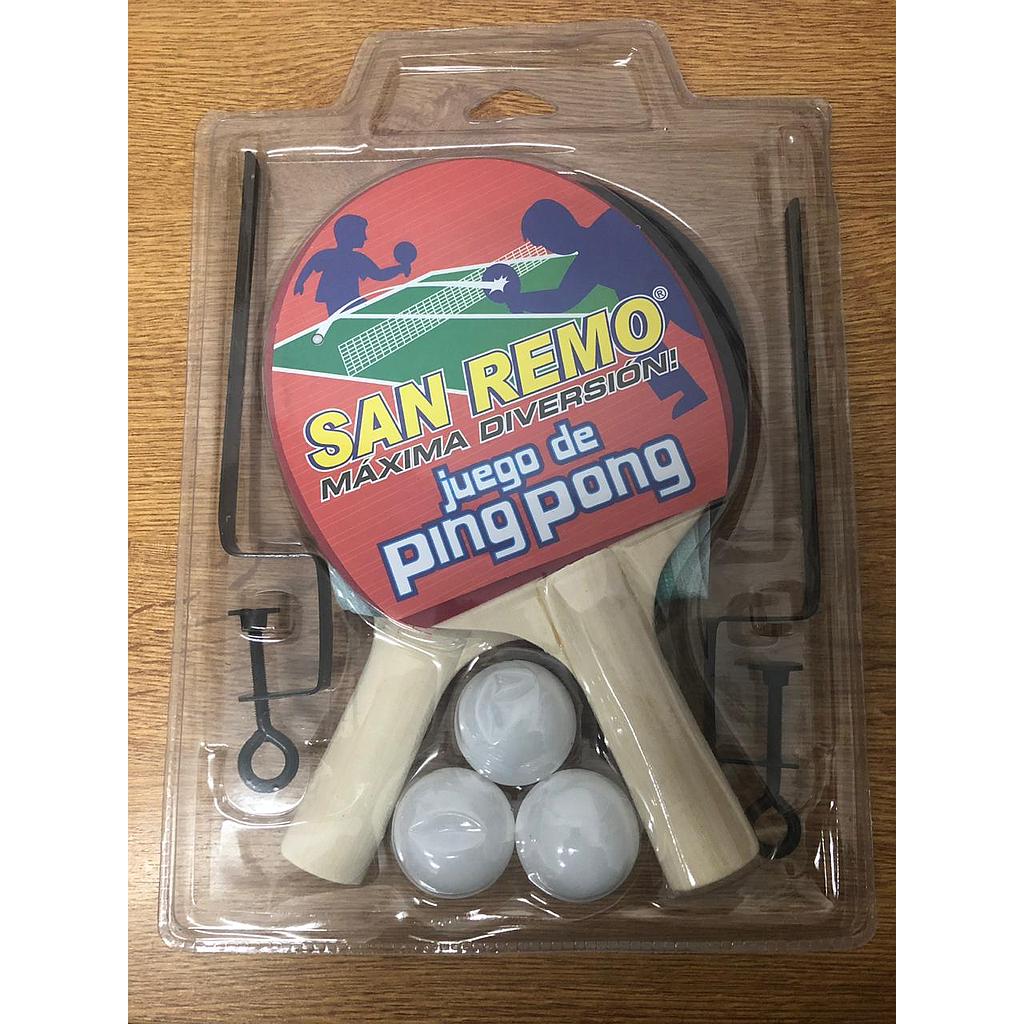 SAN REMO®
MÁXIMA DIVERSIÓN!
juego de
ping pong